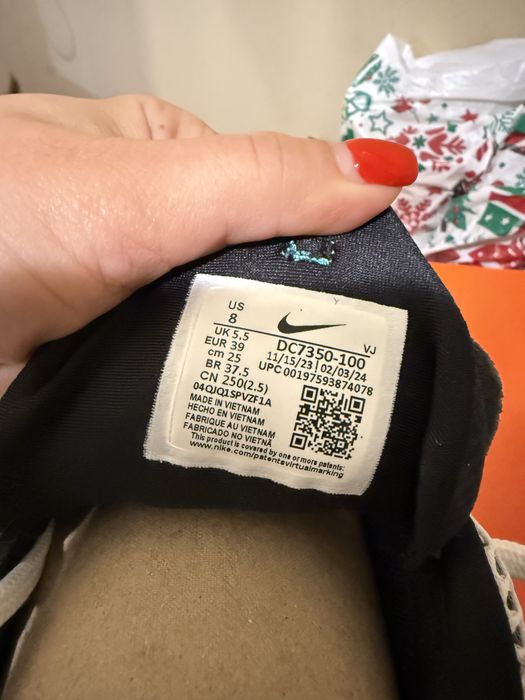 US
8
UK 5.5
EUR 39
cm 25
BR 37.5
CN 250(2.5)
04QJQ1SPVZF1A
VJ
DC7350-100
11/15/23 | 02/03/24
UPC 00197593874078
MADE IN VIETNAM
HECHO EN VIETNAM
FABRIQUE AU VIETNAM
FABRICADO NO VIETNÃ
This product is covered by one or more patents:
www.nike.com/patentsvirtualmarking